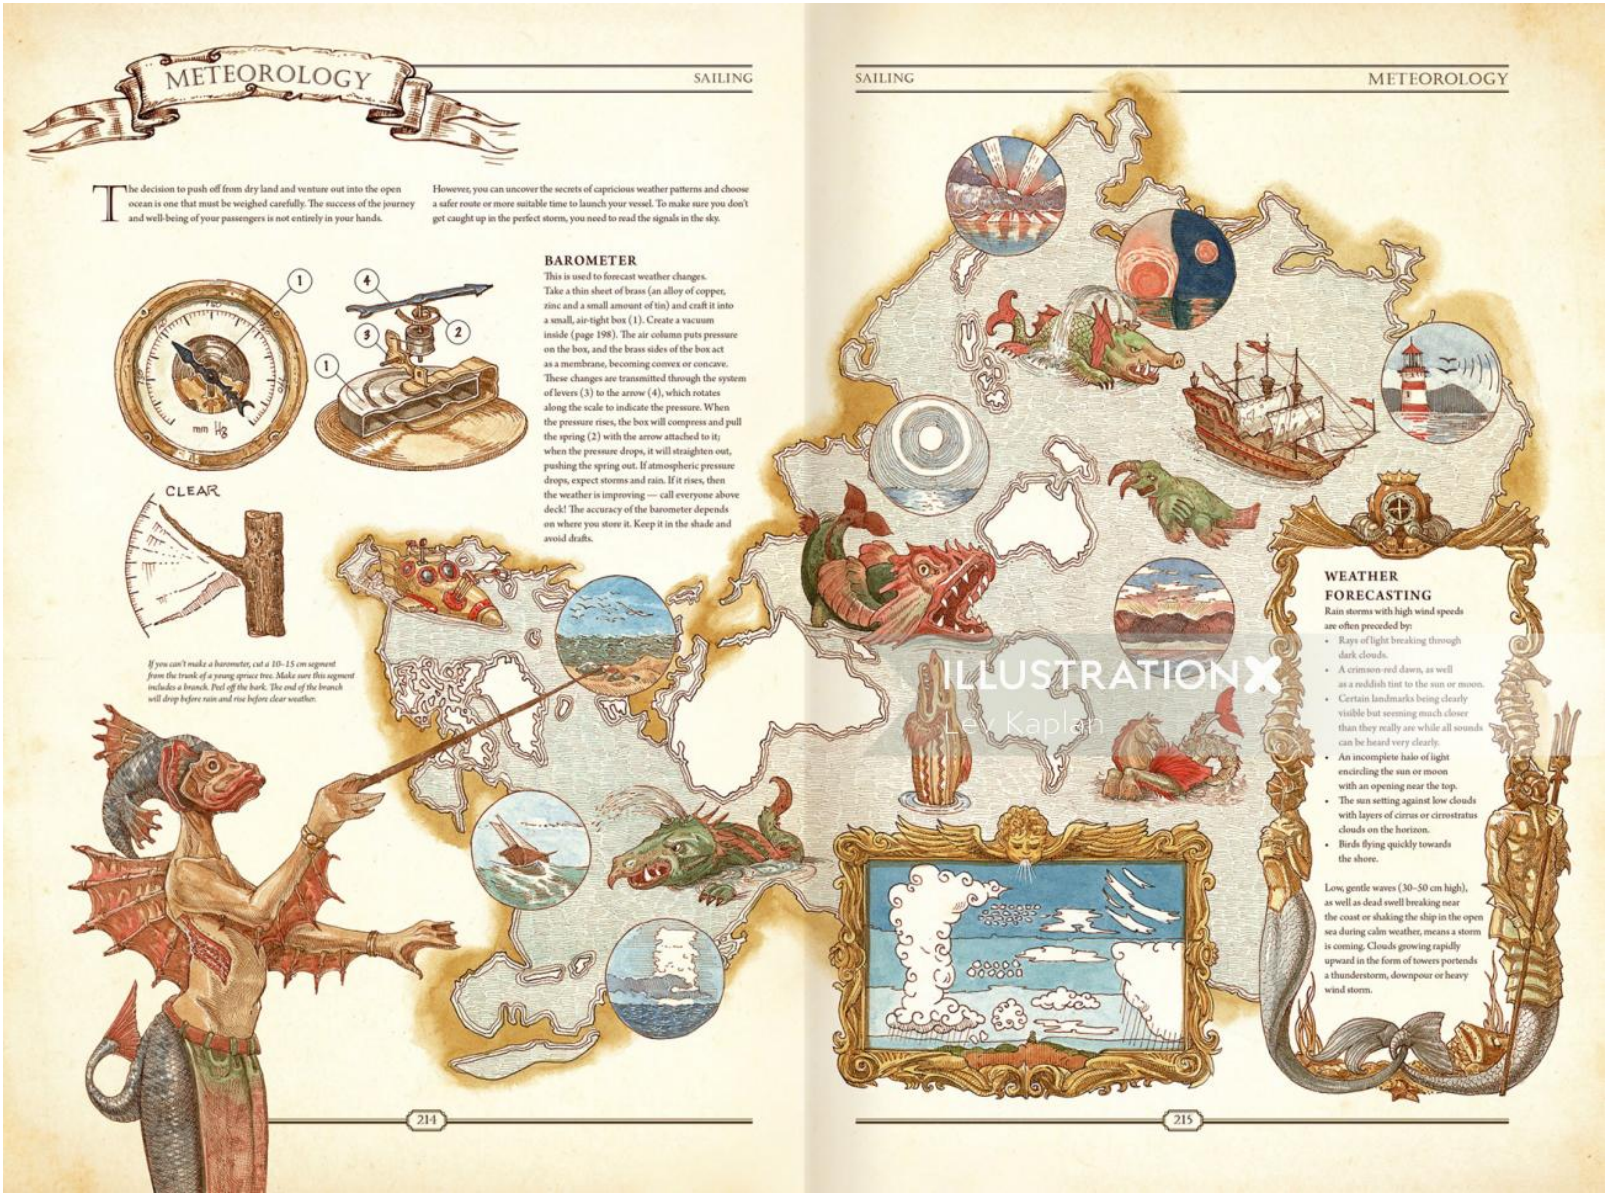 METEOROLOGY
SAILING
The decision to push off from dry land and venture out into the open
ocean is one that must be weighed carefully. The success of the journey
and well-being of your passengers is not entirely in your hands.
However, you can uncover the secrets of capricious weather patterns and choose
a safer route or more suitable time to launch your vessel. To make sure you don't
get caught up in the perfect storm, you need to read the signals in the sky.
1
mm Hg
4
3
2
1
BAROMETER
This is used to forecast weather changes.
Take a thin sheet of brass (an alloy of copper,
zinc and a small amount of tin) and craft it into
a small, air-tight box (1). Create a vacuum
inside (page 198). The air column puts pressure
on the box, and the brass sides of the box act
as a membrane, becoming convex or concave.
These changes are transmitted through the system
of levers (3) to the arrow (4), which rotates
along the scale to indicate the pressure. When
the pressure rises, the box will compress and pull
the spring (2) with the arrow attached to it;
when the pressure drops, it will straighten out,
pushing the spring out. If atmospheric pressure
drops, expect storms and rain. If it rises, then
the weather is improving — call everyone above
deck! The accuracy of the barometer depends
on where you store it. Keep it in the shade and
avoid drafts.
CLEAR
If you can't make a barometer, cut a 10–15 cm segment
from the trunk of a young spruce tree. Make sure this segment
includes a branch. Peel off the bark. The end of the branch
will drop before rain and rise before clear weather.
214
SAILING
METEOROLOGY
WEATHER
FORECASTING
Rain storms with high wind speeds
are often preceded by:
• Rays of light breaking through
dark clouds.
• A crimson-red dawn, as well
as a reddish tint to the sun or moon.
• Certain landmarks being clearly
visible but seeming much closer
than they really are while all sounds
can be heard very clearly.
• An incomplete halo of light
encircling the sun or moon
with an opening near the top.
• The sun setting against low clouds
with layers of cirrus or cirrostratus
clouds on the horizon.
• Birds flying quickly towards
the shore.
Low, gentle waves (30–50 cm high),
as well as dead swell breaking near
the coast or shaking the ship in the open
sea during calm weather, means a storm
is coming. Clouds growing rapidly
upward in the form of towers portends
a thunderstorm, downpour or heavy
wind storm.
ILLUSTRATIONX
Lev Kaplan
215